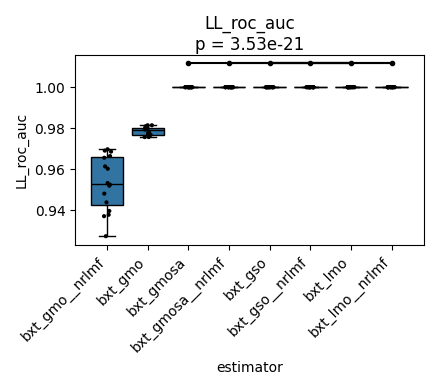 LL_roc_auc
p = 3.53e-21
LL_roc_auc
1.00
0.98
0.96
0.94
bxt_gmo__nrlmf
bxt_gmo
bxt_gmosa
bxt_gmosa__nrlmf
bxt_gso
bxt_gso__nrlmf
bxt_lmo
bxt_lmo__nrlmf
estimator